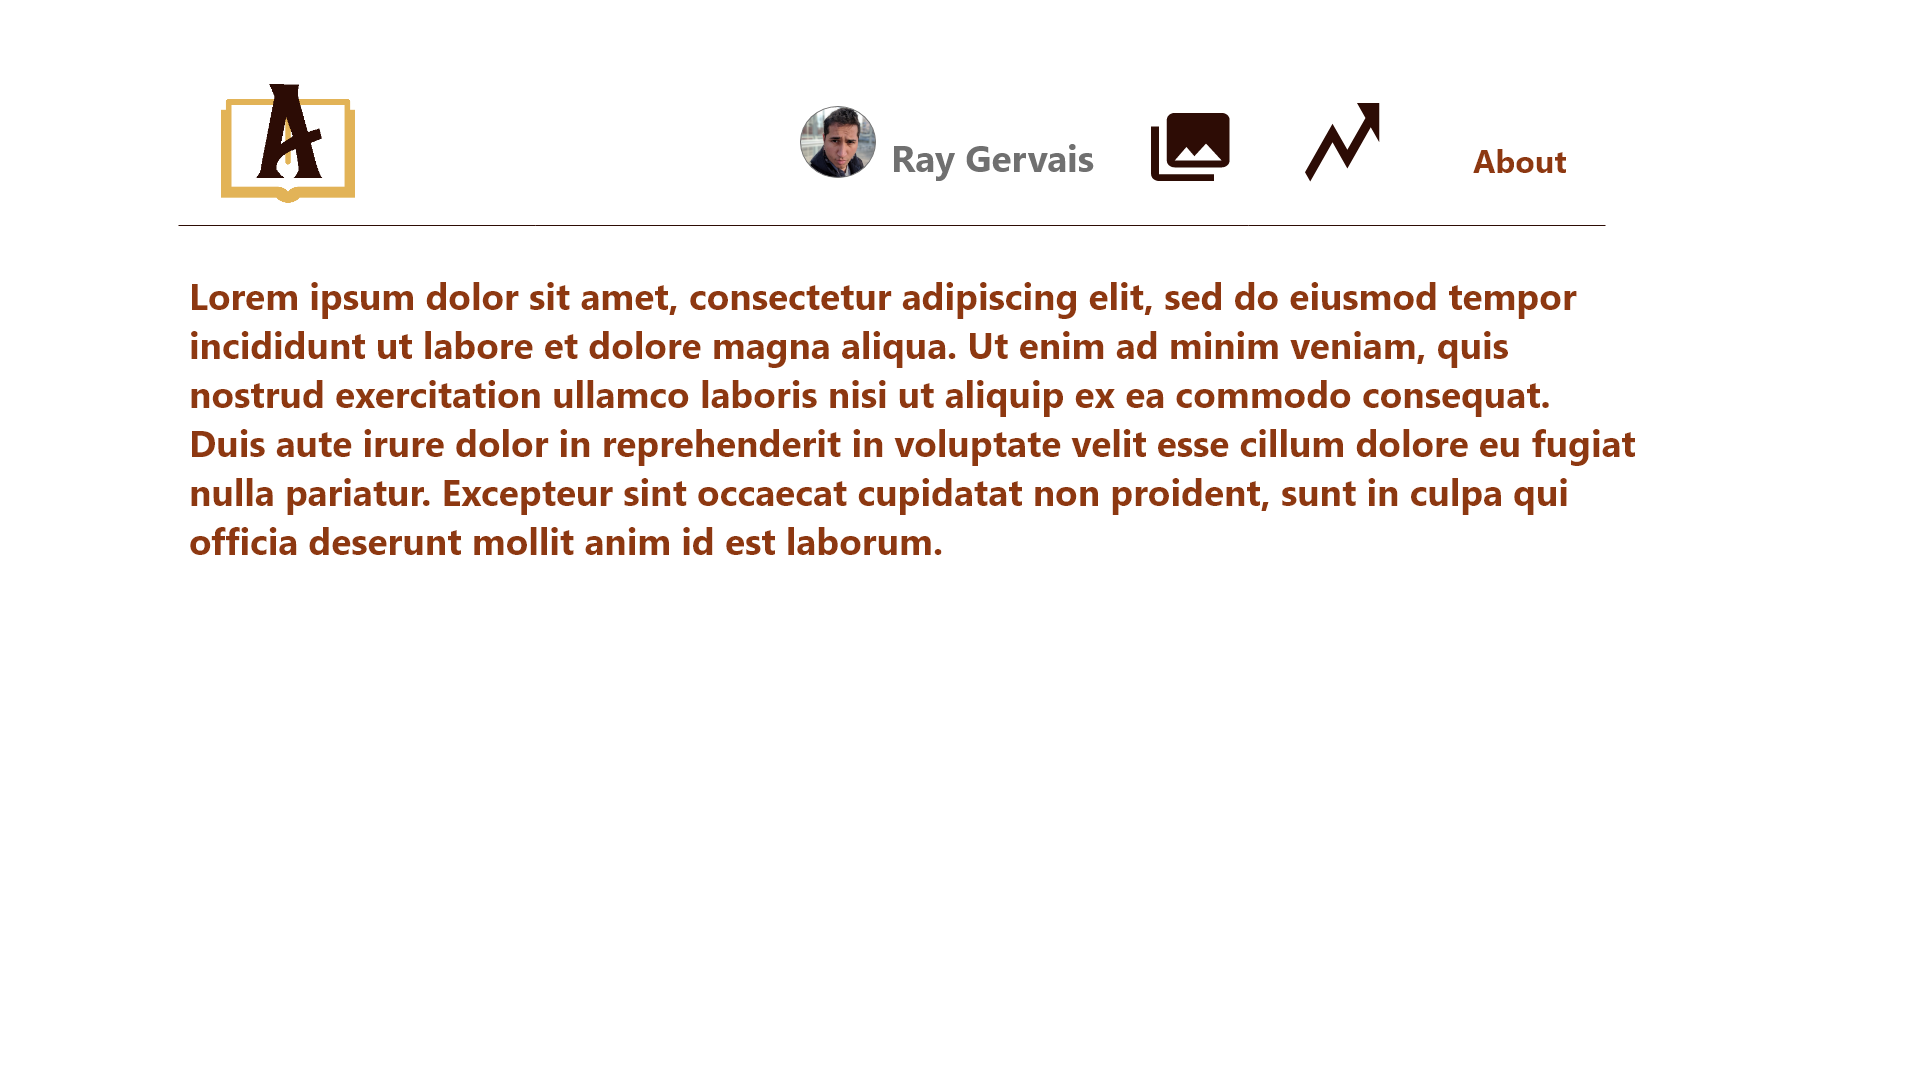 A
Ray Gervais
About
Lorem ipsum dolor sit amet, consectetur adipiscing elit, sed do eiusmod tempor
incididunt ut labore et dolore magna aliqua. Ut enim ad minim veniam, quis
nostrud exercitation ullamco laboris nisi ut aliquip ex ea commodo consequat.
Duis aute irure dolor in reprehenderit in voluptate velit esse cillum dolore eu fugiat
nulla pariatur. Excepteur sint occaecat cupidatat non proident, sunt in culpa qui
officia deserunt mollit anim id est laborum.